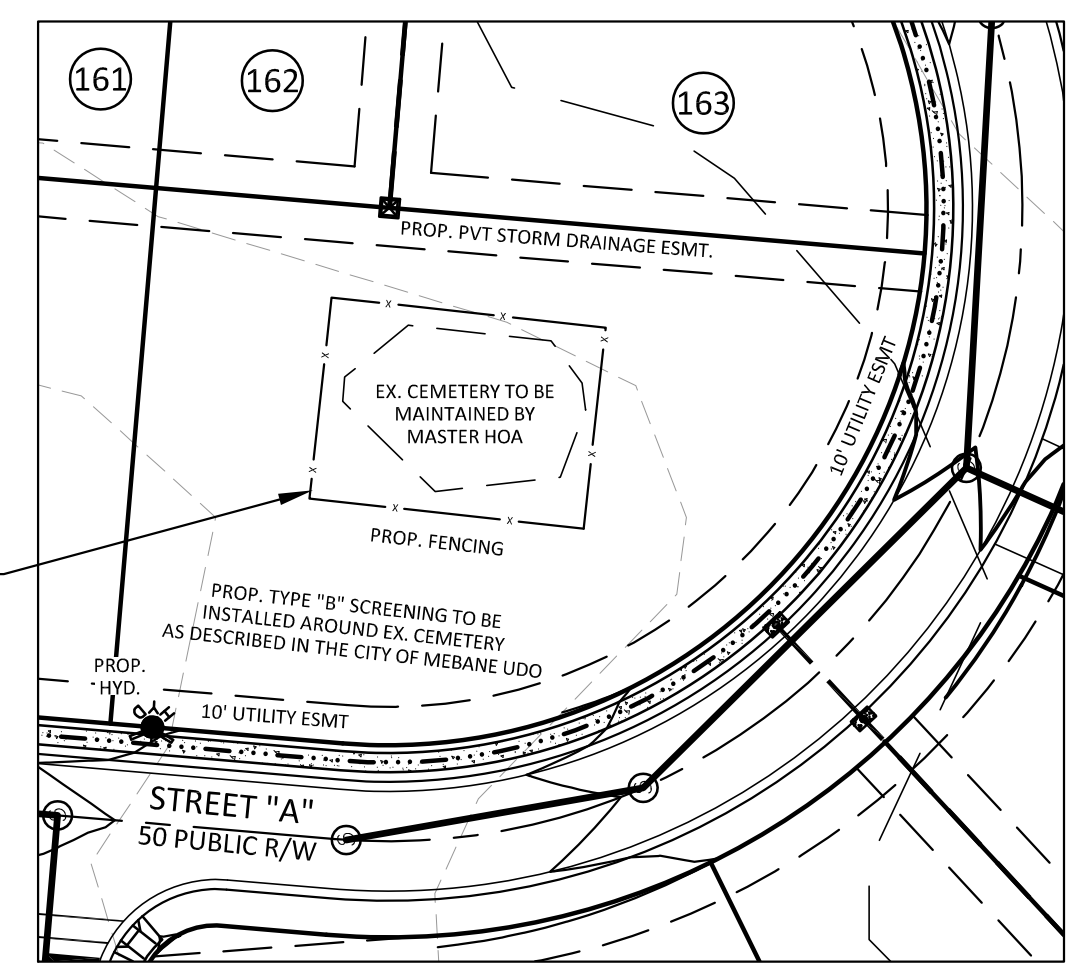 161
162
163
PROP. PVT STORM DRAINAGE ESMT.
EX. CEMETERY TO BE
MAINTAINED BY
MASTER HOA
10' UTILITY ESMT
PROP. FENCING
PROP. TYPE "B" SCREENING TO BE
INSTALLED AROUND EX. CEMETERY
AS DESCRIBED IN THE CITY OF MEBANE UDO
PROP.
HYD.
10' UTILITY ESMT
STREET "A"
50 PUBLIC R/W